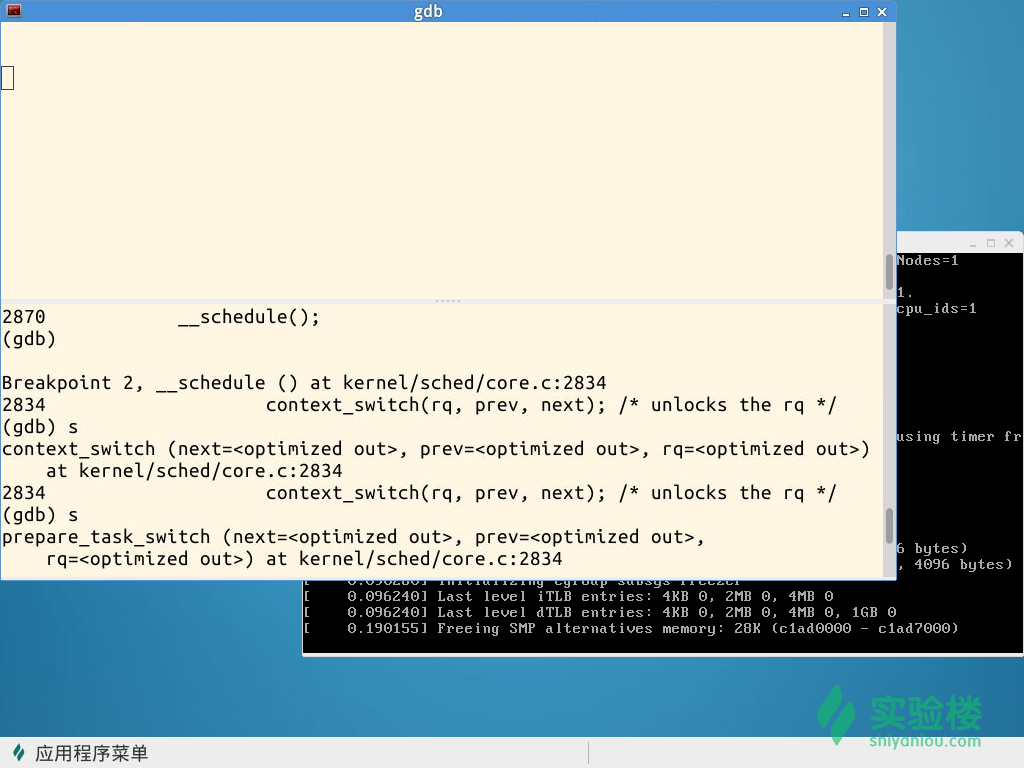 gdb
2870 __schedule();
(gdb)
Breakpoint 2, __schedule () at kernel/sched/core.c:2834
2834 context_switch(rq, prev, next); /* unlocks the rq */
(gdb) s
context_switch (next=<optimized out>, prev=<optimized out>, rq=<optimized out>)
at kernel/sched/core.c:2834
2834 context_switch(rq, prev, next); /* unlocks the rq */
(gdb) s
prepare_task_switch (next=<optimized out>, prev=<optimized out>,
rq=<optimized out>) at kernel/sched/core.c:2834
Nodes=1
1.
cpu_ids=1
using timer fr
6 bytes)
, 4096 bytes)
[ 0.090280] Initializing cgroup subsys freezer
[ 0.096240] Last level iTLB entries: 4KB 0, 2MB 0, 4MB 0
[ 0.096240] Last level dTLB entries: 4KB 0, 2MB 0, 4MB 0, 1GB 0
[ 0.190155] Freeing SMP alternatives memory: 28K (c1ad0000 - c1ad7000)
实验楼
shiyanlou.com
应用程序菜单